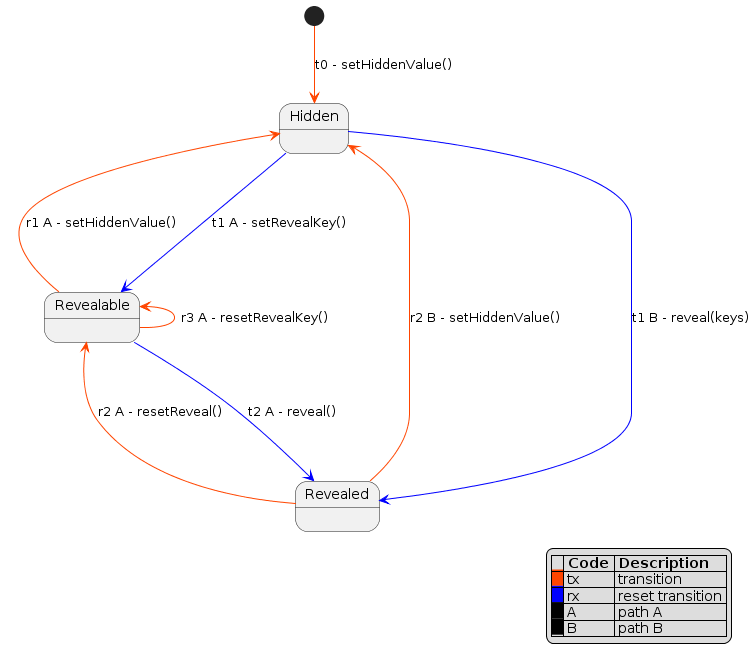 t0 - setHiddenValue()
Hidden
r1 A - setHiddenValue()
t1 A - setRevealKey()
Revealable
r3 A - resetRevealKey()
r2 B - setHiddenValue()
t1 B - reveal(keys)
r2 A - resetReveal()
t2 A - reveal()
Revealed
Code Description
tx transition
rx reset transition
A path A
B path B